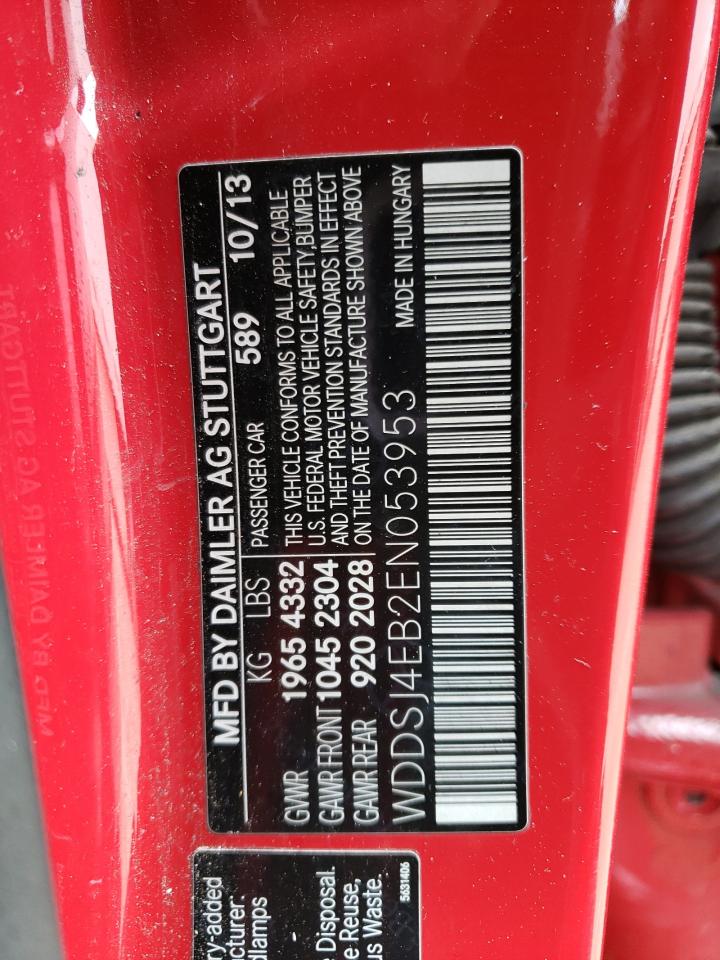 MFD BY DAIMLER AG STUTTGART
KG LBS PASSENGER CAR 589 10/13
GVWR 1965 4332 THIS VEHICLE CONFORMS TO ALL APPLICABLE
U.S. FEDERAL MOTOR VEHICLE SAFETY, BUMPER
GAWR FRONT 1045 2304 AND THEFT PREVENTION STANDARDS IN EFFECT
GAWR REAR 920 2028 ON THE DATE OF MANUFACTURE SHOWN ABOVE
WDDSJ4EB2EN053953 MADE IN HUNGARY
ry-added
cturer.
dlamps
e Disposal.
e Reuse,
us Waste.
5631406